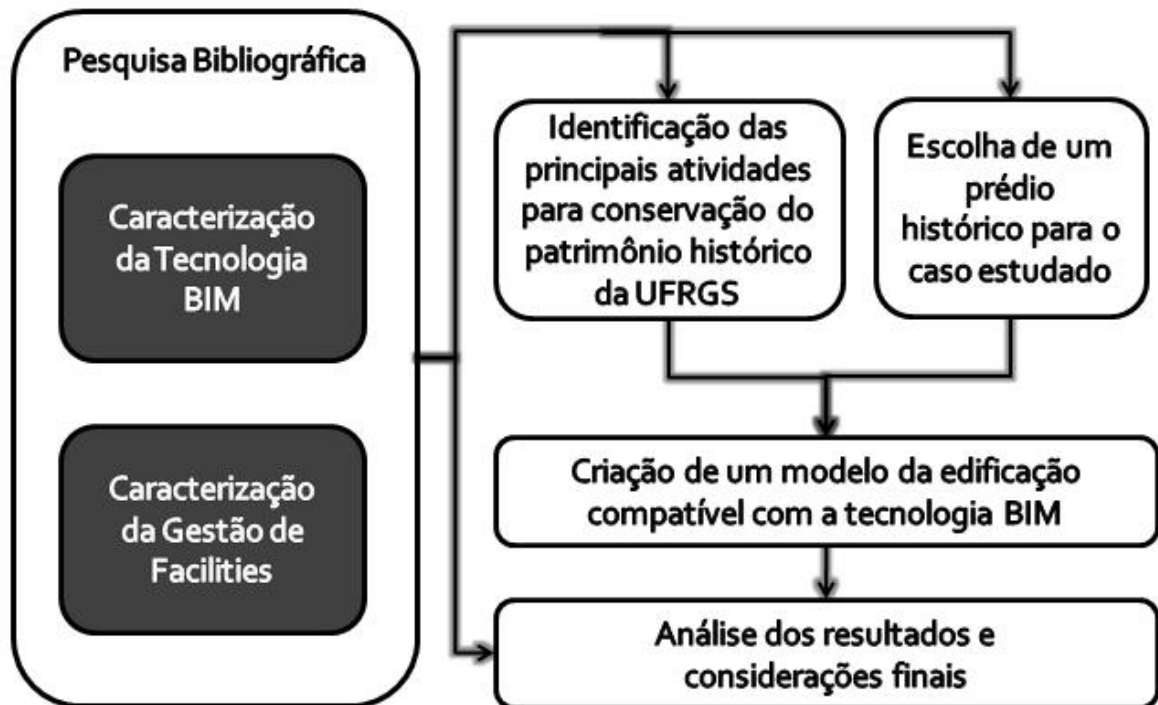 Pesquisa Bibliográfica
Caracterização
da Tecnologia
BIM
Caracterização
da Gestão de
Facilities
Identificação das
principais atividades
para conservação do
patrimônio histórico
da UFRGS
Escolha de um
prédio
histórico para o
caso estudado
Criação de um modelo da edificação
compatível com a tecnologia BIM
Análise dos resultados e
considerações finais